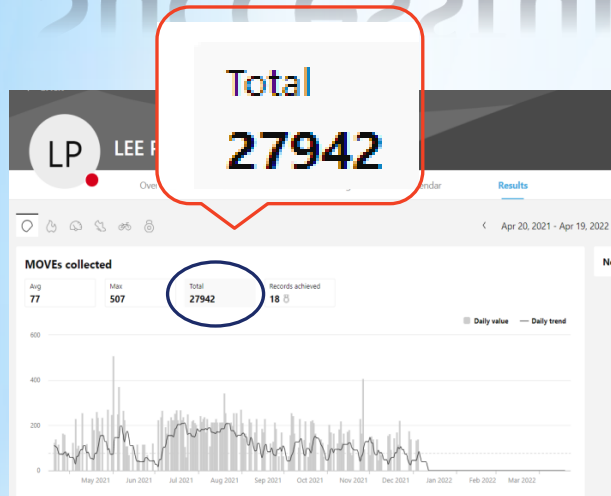 Total
27942
LP
LEE
Results
Apr 20, 2021 - Apr 19, 2022
MOVEs collected
Avg
77
Max
507
Total
27942
Records achieved
18
Daily value
Daily trend
600
400
200
0
May 2021
Jun 2021
Jul 2021
Aug 2021
Sep 2021
Oct 2021
Nov 2021
Dec 2021
Jan 2022
Feb 2022
Mar 2022